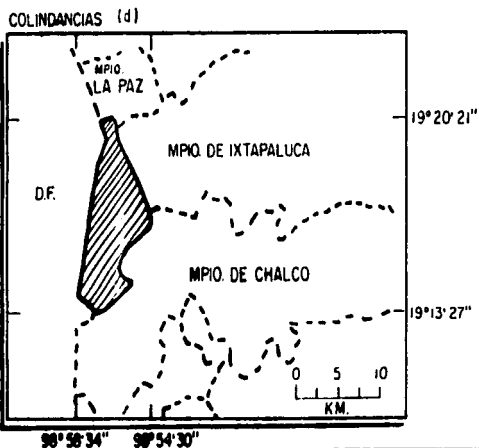 COLINDANCIAS (d)
MPIO.
LA PAZ
19°20'21"
MPIO. DE IXTAPALUCA
D.F.
MPIO. DE CHALCO
19°13'27"
0 5 10
KM.
98°58'34" 98°54'30"